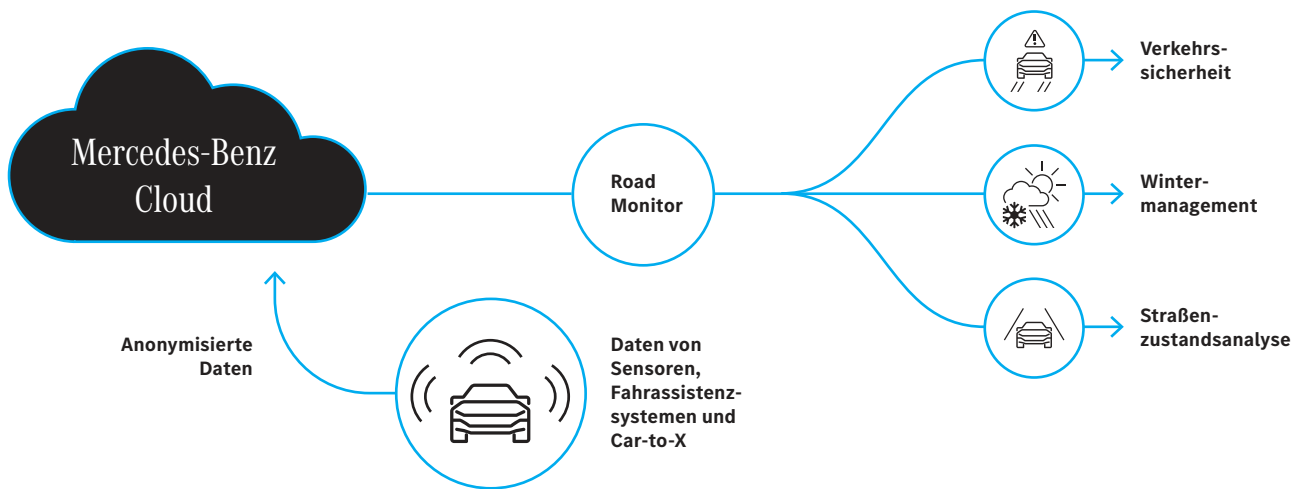 Mercedes-Benz
Cloud
Road
Monitor
Verkehrs-
sicherheit
Winter-
management
Straßen-
zustandsanalyse
Anonymisierte
Daten
Daten von
Sensoren,
Fahrassistenz-
systemen und
Car-to-X